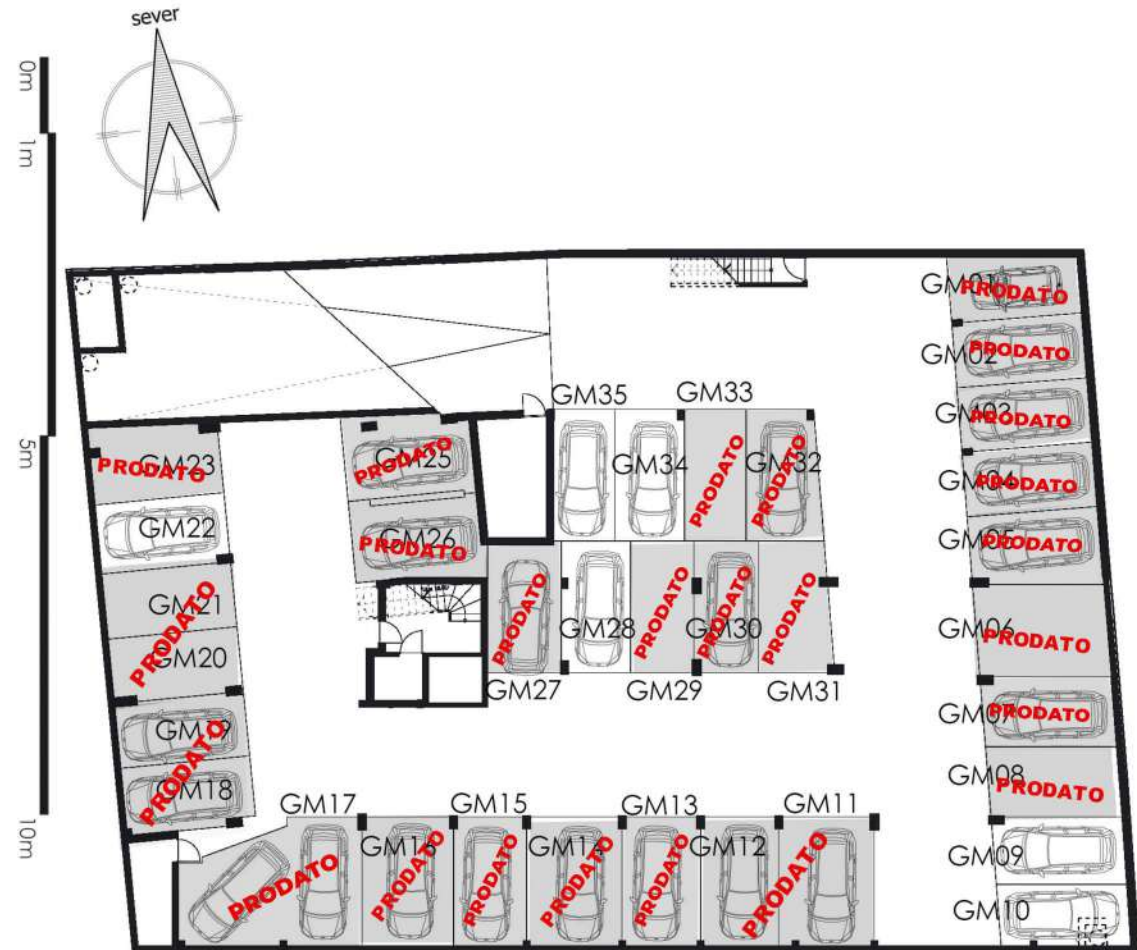 sever
0m
1m
5m
10m
GM01
PRODATO
GM02
PRODATO
GM03
PRODATO
GM04
PRODATO
GM05
PRODATO
GM06
PRODATO
GM07
PRODATO
GM08
PRODATO
GM09
GM10
GM35
GM33
GM34
GM32
PRODATO
PRODATO
GM23
PRODATO
GM22
GM21
GM20
PRODATO
GM19
GM18
PRODATO
GM25
PRODATO
GM26
PRODATO
PRODATO
GM28
PRODATO
GM30
PRODATO
PRODATO
GM27
GM29
GM31
GM17
GM15
GM13
GM11
GM16
GM14
GM12
PRODATO
PRODATO
PRODATO
PRODATO
PRODATO
PRODATO